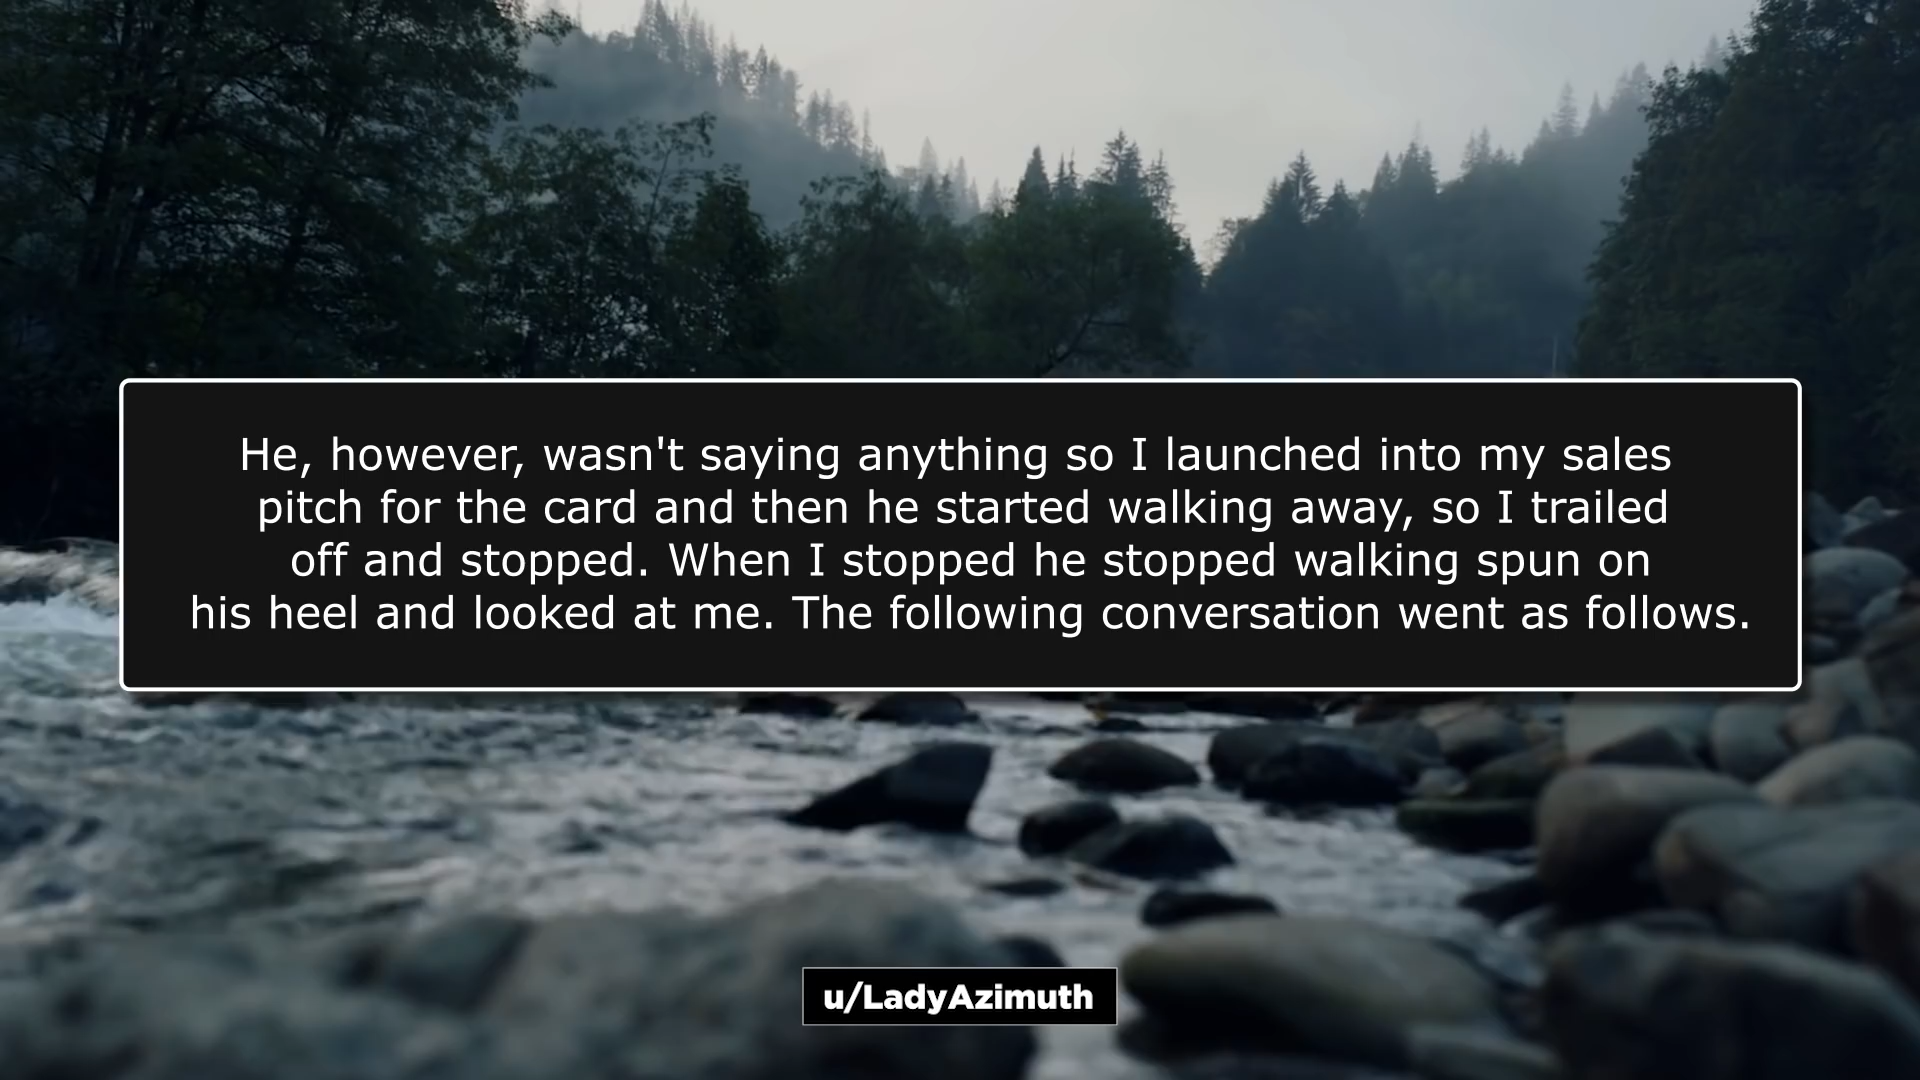 He, however, wasn't saying anything so I launched into my sales
pitch for the card and then he started walking away, so I trailed
off and stopped. When I stopped he stopped walking spun on
his heel and looked at me. The following conversation went as follows.
u/LadyAzimuth